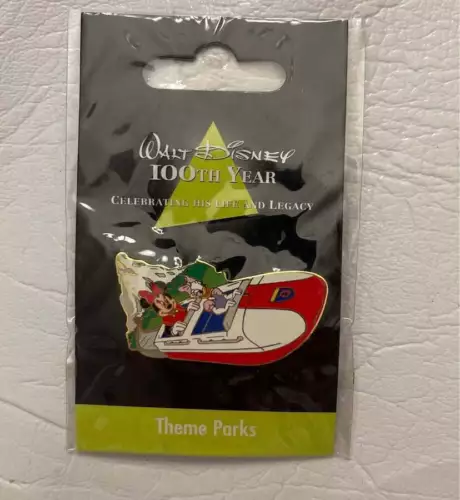 WALT DISNEY
100TH YEAR
CELEBRATING HIS LIFE AND LEGACY
Theme Parks